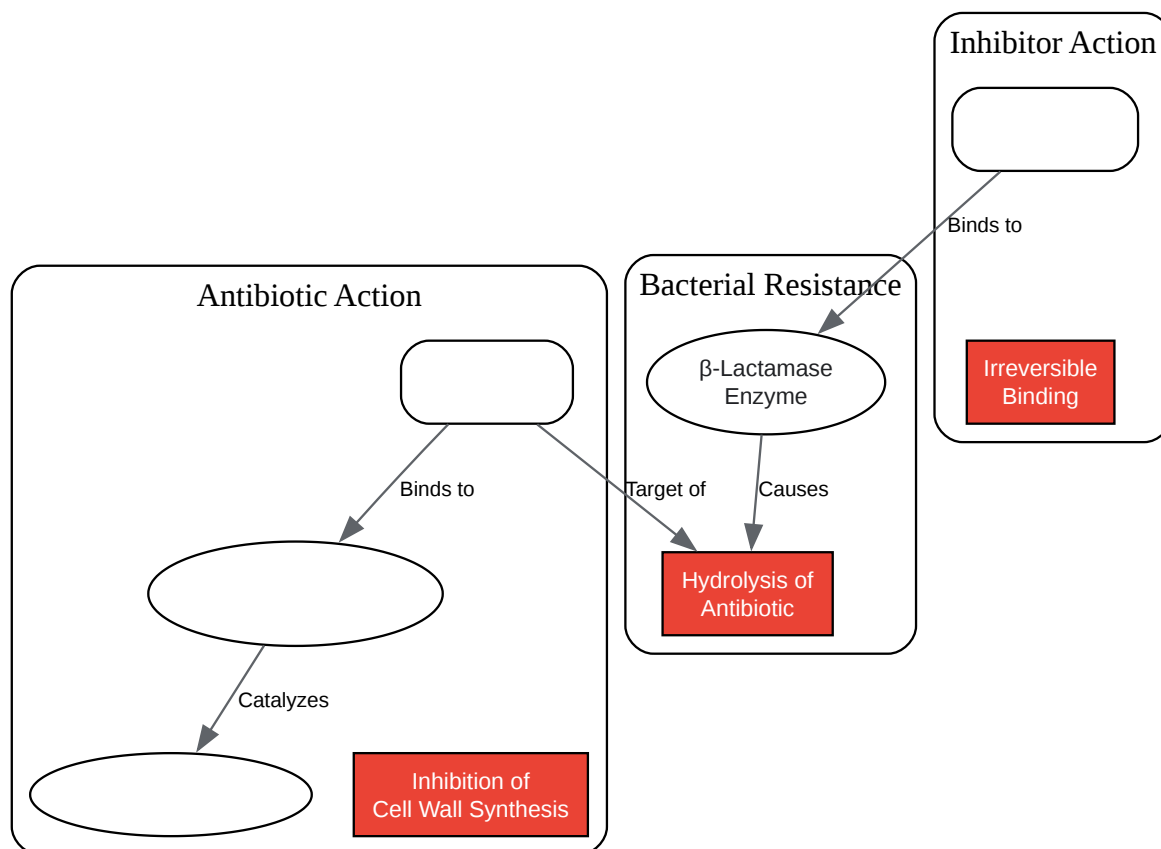 Inhibitor Action
Binds to
Irreversible
Binding
Bacterial Resistance
β-Lactamase
Enzyme
Causes
Hydrolysis of
Antibiotic
Antibiotic Action
Binds to
Target of
Catalyzes
Inhibition of
Cell Wall Synthesis